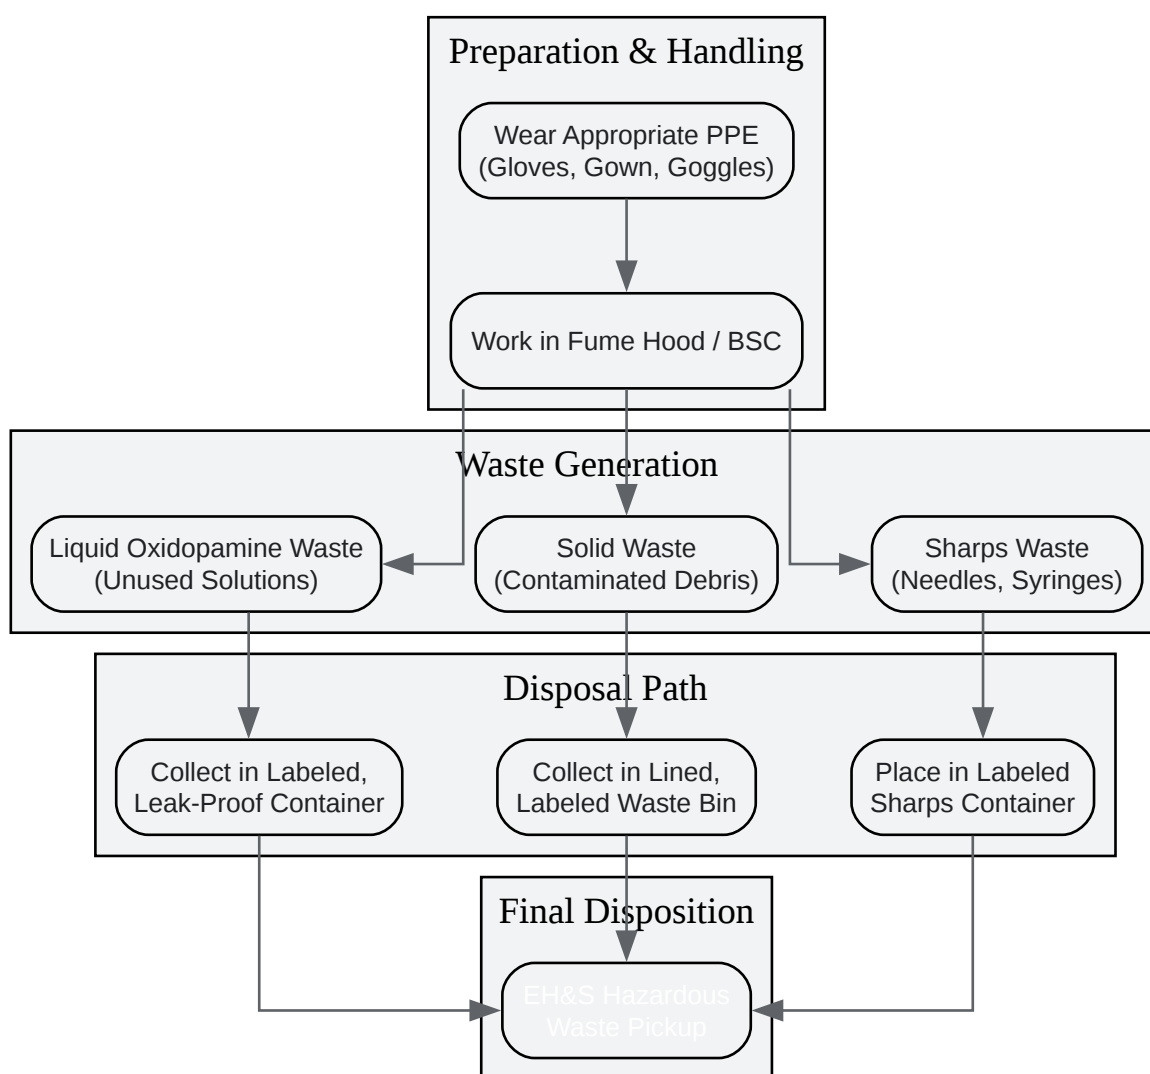 Preparation & Handling
Wear Appropriate PPE
(Gloves, Gown, Goggles)
Work in Fume Hood / BSC
Waste Generation
Liquid Oxidopamine Waste
(Unused Solutions)
Solid Waste
(Contaminated Debris)
Sharps Waste
(Needles, Syringes)
Disposal Path
Collect in Labeled,
Leak-Proof Container
Collect in Lined,
Labeled Waste Bin
Place in Labeled
Sharps Container
Final Disposition
EH&S Hazardous
Waste Pickup